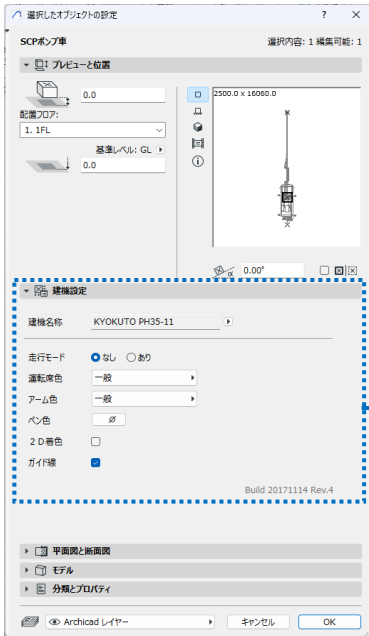 選択したオブジェクトの設定 ? ×
SCPポンプ車 選択内容: 1 編集可能: 1
プレビューと位置
0.0
配置フロア:
1. 1FL
基準レベル: GL
0.0
2500.0 x 16060.0
α 0.00°
建機設定
建機名称 KYOKUTO PH35-11
走行モード なし あり
運転席色 一般
アーム色 一般
ペン色
2D着色
ガイド線
Build 20171114 Rev.4
平面図と断面図
モデル
分類とプロパティ
Archicad レイヤー キャンセル OK